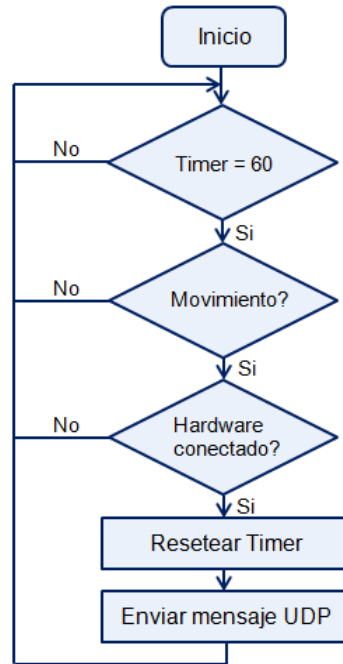 Inicio
No
Timer = 60
Si
No
Movimiento?
Si
No
Hardware
conectado?
Si
Resetear Timer
Enviar mensaje UDP